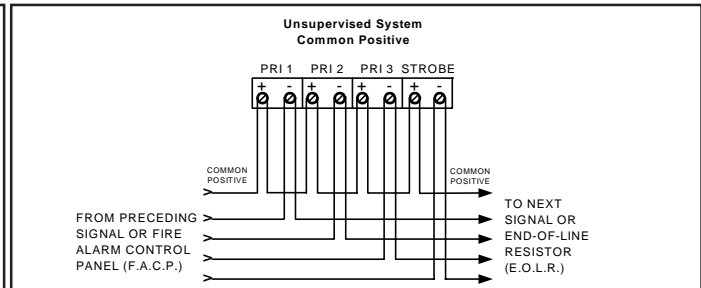 Unsupervised System
Common Positive
PRI 1 PRI 2 PRI 3 STROBE
+ - + - + - + -
COMMON
POSITIVE
COMMON
POSITIVE
FROM PRECEDING
SIGNAL OR FIRE
ALARM CONTROL
PANEL (F.A.C.P.)
TO NEXT
SIGNAL OR
END-OF-LINE
RESISTOR
(E.O.L.R.)